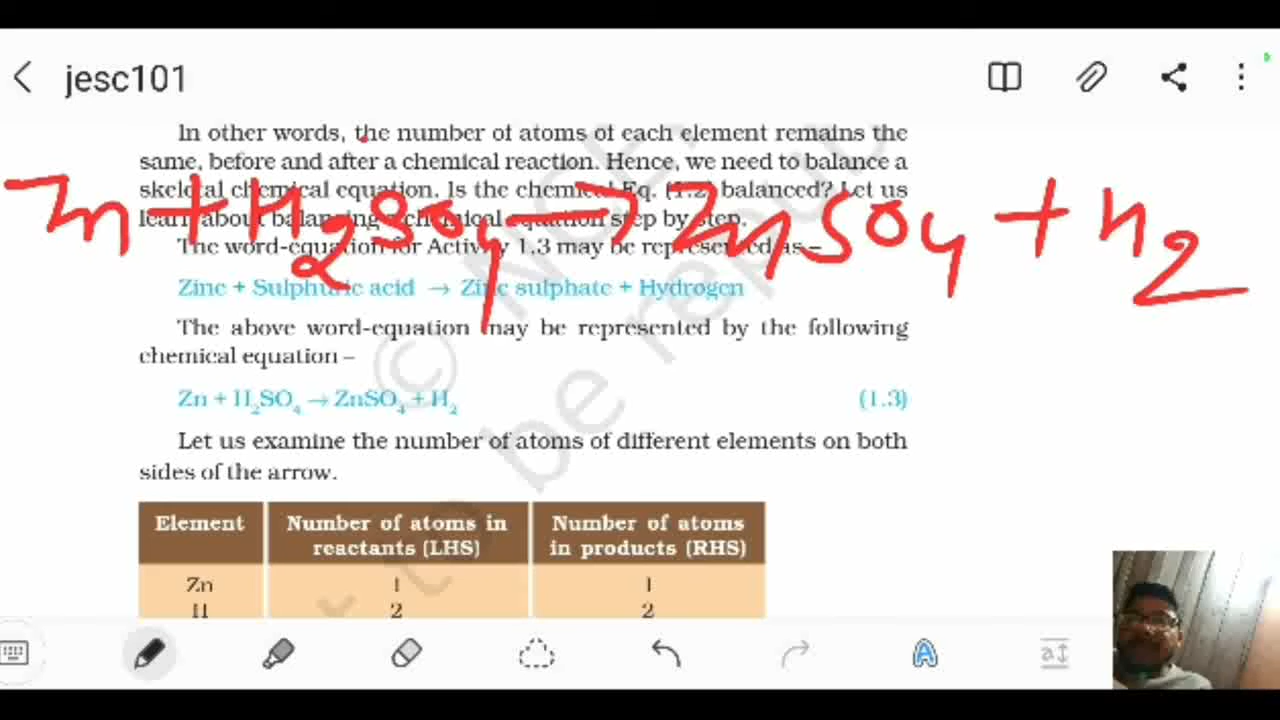 jesc101
In other words, the number of atoms of each element remains the
same, before and after a chemical reaction. Hence, we need to balance a
skeletal chemical equation. Is the chemical Eq. (1.2) balanced? Let us
learn about balancing a chemical equation step by step.
Zn + H2SO4 → ZnSO4 + H2
The word-equation for Activity 1.3 may be represented as –
Zinc + Sulphuric acid → Zinc sulphate + Hydrogen
The above word-equation may be represented by the following
chemical equation –
Zn + H₂SO₄ → ZnSO₄ + H₂ (1.3)
Let us examine the number of atoms of different elements on both
sides of the arrow.
Element Number of atoms in reactants (LHS) Number of atoms in products (RHS)
Zn 1 1
H 2 2